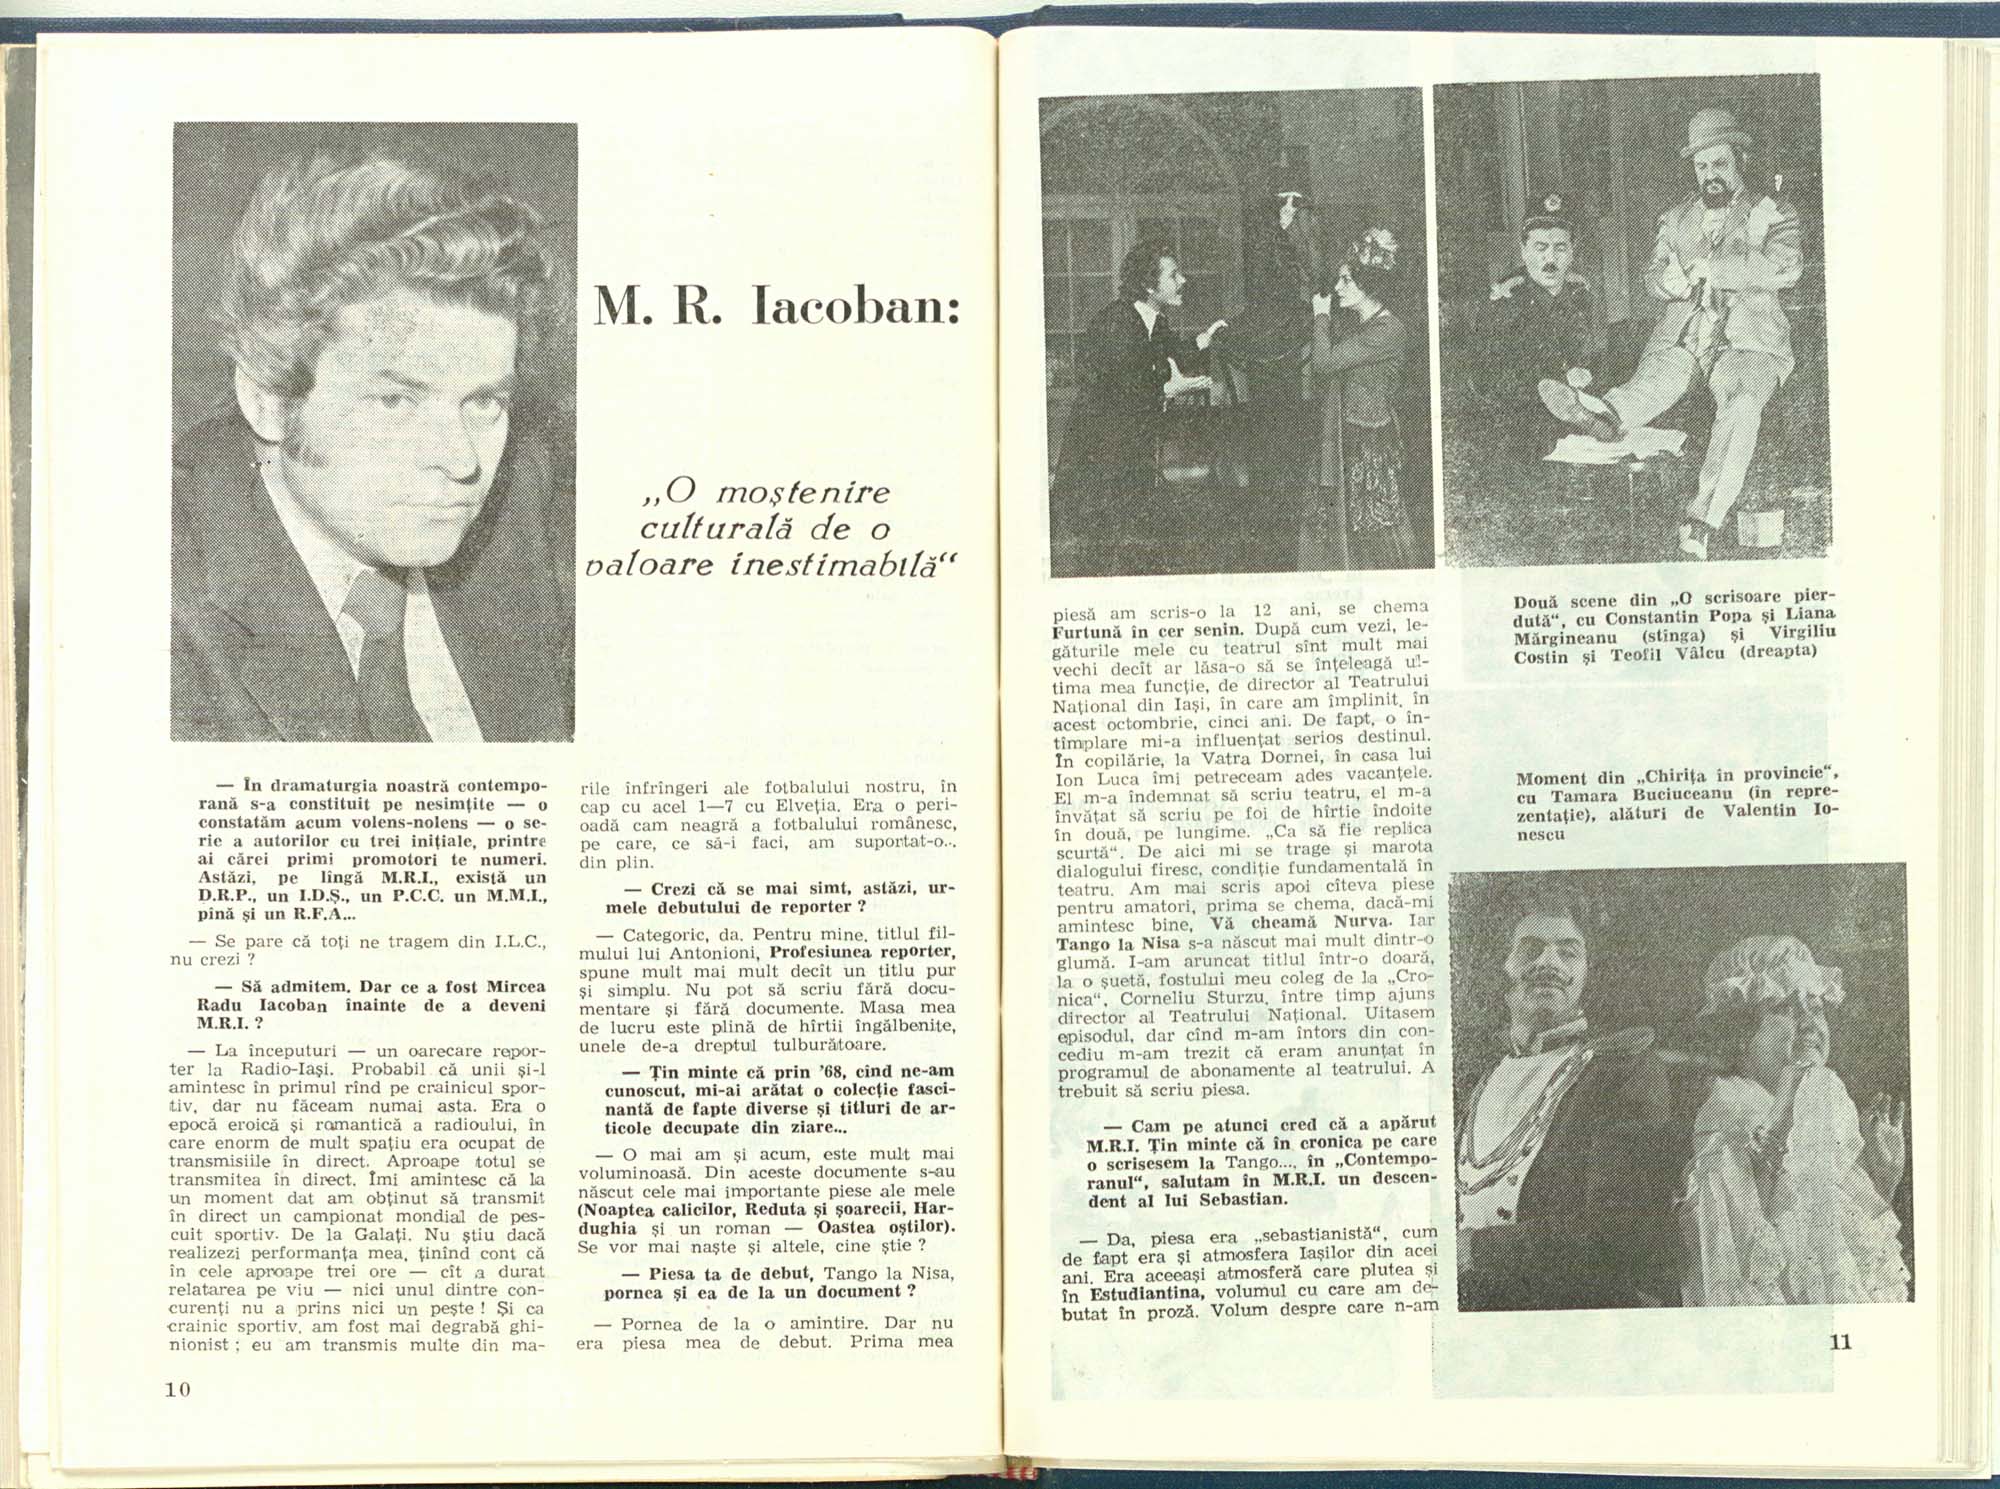 M. R. Iacoban:
„O moștenire
culturală de o
valoare inestimabilă“
— În dramaturgia noastră contempo-
rană s-a constituit pe nesimțite — o
constatăm acum volens-nolens — o se-
rie a autorilor cu trei inițiale, printre
ai cărei primi promotori te numeri.
Astăzi, pe lîngă M.R.I., există un
D.R.P., un I.D.Ș., un P.C.C. un M.M.I.,
pînă și un R.F.A...
— Se pare că toți ne tragem din I.L.C.,
nu crezi ?
— Să admitem. Dar ce a fost Mircea
Radu Iacoban înainte de a deveni
M.R.I. ?
— La începuturi — un oarecare repor-
ter la Radio-Iași. Probabil că unii și-l
amintesc în primul rînd pe crainicul spor-
tiv, dar nu făceam numai asta. Era o
epocă eroică și romantică a radioului, în
care enorm de mult spațiu era ocupat de
transmisiile în direct. Aproape totul se
transmitea în direct. Îmi amintesc că la
un moment dat am obținut să transmit
în direct un campionat mondial de pes-
cuit sportiv. De la Galați. Nu știu dacă
realizezi performanța mea, ținînd cont că
în cele aproape trei ore — cît a durat
relatarea pe viu — nici unul dintre con-
curenți nu a prins nici un pește ! Și ca
crainic sportiv, am fost mai degrabă ghi-
nionist ; eu am transmis multe din ma-
10
rile înfrîngeri ale fotbalului nostru, în
cap cu acel 1—7 cu Elveția. Era o peri-
oadă cam neagră a fotbalului românesc,
pe care, ce să-i faci, am suportat-o...
din plin.
— Crezi că se mai simt, astăzi, ur-
mele debutului de reporter ?
— Categoric, da. Pentru mine, titlul fil-
mului lui Antonioni, Profesiunea reporter,
spune mult mai mult decît un titlu pur
și simplu. Nu pot să scriu fără docu-
mentare și fără documente. Masa mea
de lucru este plină de hîrtii îngălbenite,
unele de-a dreptul tulburătoare.
— Țin minte că prin '68, cînd ne-am
cunoscut, mi-ai arătat o colecție fasci-
nantă de fapte diverse și titluri de ar-
ticole decupate din ziare...
— O mai am și acum, este mult mai
voluminoasă. Din aceste documente s-au
născut cele mai importante piese ale mele
(Noaptea calicilor, Reduta și șoarecii, Har-
dughia și un roman — Oastea oștilor).
Se vor mai naște și altele, cine știe ?
— Piesa ta de debut, Tango la Nisa,
pornea și ea de la un document ?
— Pornea de la o amintire. Dar nu
era piesa mea de debut. Prima mea
piesă am scris-o la 12 ani, se chema
Furtună în cer senin. După cum vezi, le-
găturile mele cu teatrul sînt mult mai
vechi decît ar lăsa-o să se înțeleagă ul-
tima mea funcție, de director al Teatrului
Național din Iași, în care am împlinit, în
acest octombrie, cinci ani. De fapt, o în-
tîmplare mi-a influențat serios destinul.
În copilărie, la Vatra Dornei, în casa lui
Ion Luca îmi petreceam ades vacanțele.
El m-a îndemnat să scriu teatru, el m-a
învățat să scriu pe foi de hîrtie îndoite
în două, pe lungime. „Ca să fie replica
scurtă“. De aici mi se trage și marota
dialogului firesc, condiție fundamentală în
teatru. Am mai scris apoi cîteva piese
pentru amatori, prima se chema, dacă-mi
amintesc bine, Vă cheamă Nurva. Iar
Tango la Nisa s-a născut mai mult dintr-o
glumă. I-am aruncat titlul într-o doară,
la o șuetă, fostului meu coleg de la „Cro-
nica“, Corneliu Sturzu, între timp ajuns
director al Teatrului Național. Uitasem
episodul, dar cînd m-am întors din con-
cediu m-am trezit că eram anunțat în
programul de abonamente al teatrului. A
trebuit să scriu piesa.
— Cam pe atunci cred că a apărut
M.R.I. Țin minte că în cronica pe care
o scrisesem la Tango..., în „Contempo-
ranul“, salutam în M.R.I. un descen-
dent al lui Sebastian.
— Da, piesa era „sebastianistă“, cum
de fapt era și atmosfera Iașilor din acei
ani. Era aceeași atmosferă care plutea și
în Estudiantina, volumul cu care am de-
butat în proză. Volum despre care n-am
Două scene din „O scrisoare pier-
dută“, cu Constantin Popa și Liana
Mărgineanu (stînga) și Virgiliu
Costin și Teofil Vâlcu (dreapta)
Moment din „Chirița în provincie“,
cu Tamara Buciuceanu (în repre-
zentație), alături de Valentin Io-
nescu
11